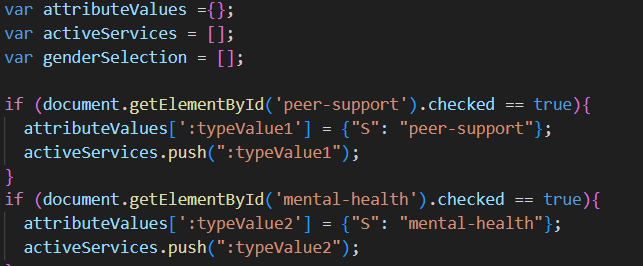 var attributeValues ={};
var activeServices = [];
var genderSelection = [];
if (document.getElementById('peer-support').checked == true){
attributeValues[':typeValue1'] = {"S": "peer-support"};
activeServices.push(":typeValue1");
}
if (document.getElementById('mental-health').checked == true){
attributeValues[':typeValue2'] = {"S": "mental-health"};
activeServices.push(":typeValue2");
}